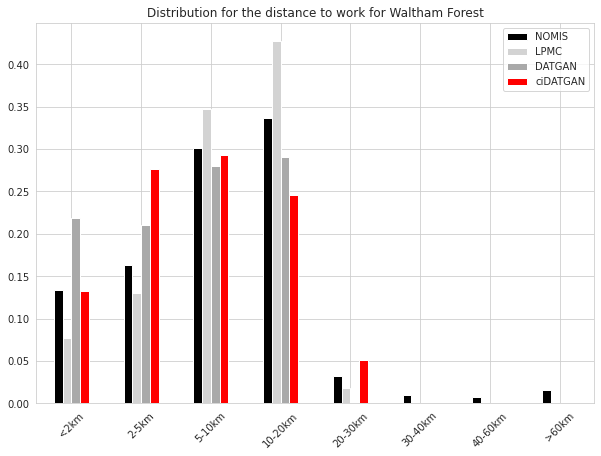 Distribution for the distance to work for Waltham Forest
NOMIS
LPMC
DATGAN
ciDATGAN
0.40
0.35
0.30
0.25
0.20
0.15
0.10
0.05
0.00
<2km
2-5km
5-10km
10-20km
20-30km
30-40km
40-60km
>60km